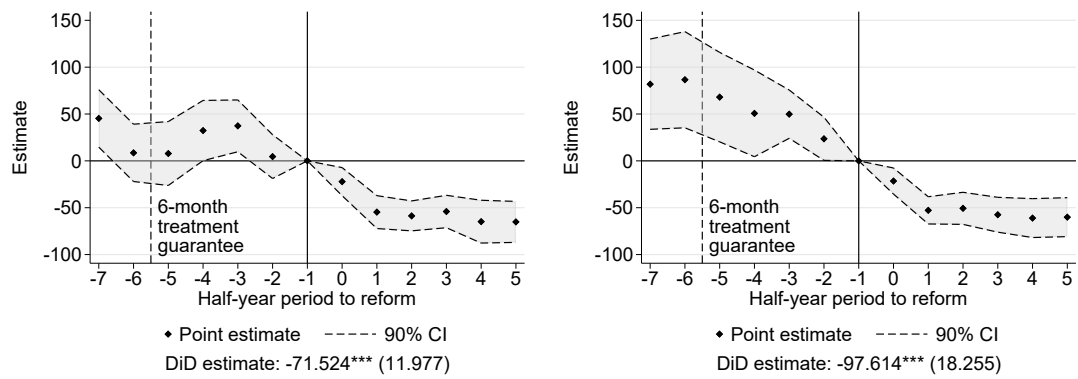 150
100
50
0
-50
-100
Estimate
6-month
treatment
guarantee
-7 -6 -5 -4 -3 -2 -1 0 1 2 3 4 5
Half-year period to reform
Point estimate 90% CI
DiD estimate: -71.524*** (11.977)
150
100
50
0
-50
-100
Estimate
6-month
treatment
guarantee
-7 -6 -5 -4 -3 -2 -1 0 1 2 3 4 5
Half-year period to reform
Point estimate 90% CI
DiD estimate: -97.614*** (18.255)